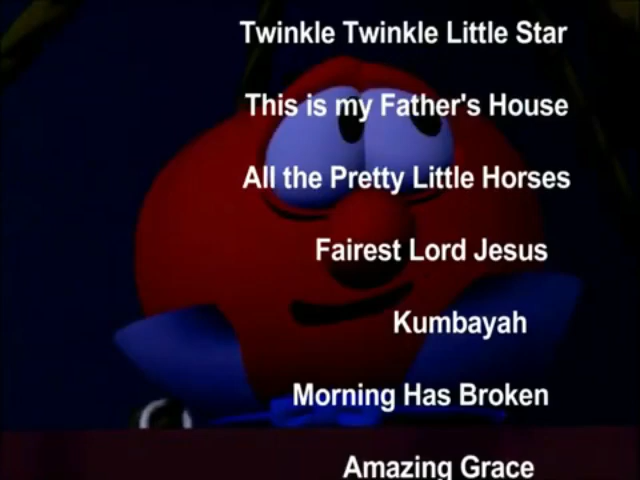 Twinkle Twinkle Little Star
This is my Father's House
All the Pretty Little Horses
Fairest Lord Jesus
Kumbayah
Morning Has Broken
Amazing Grace